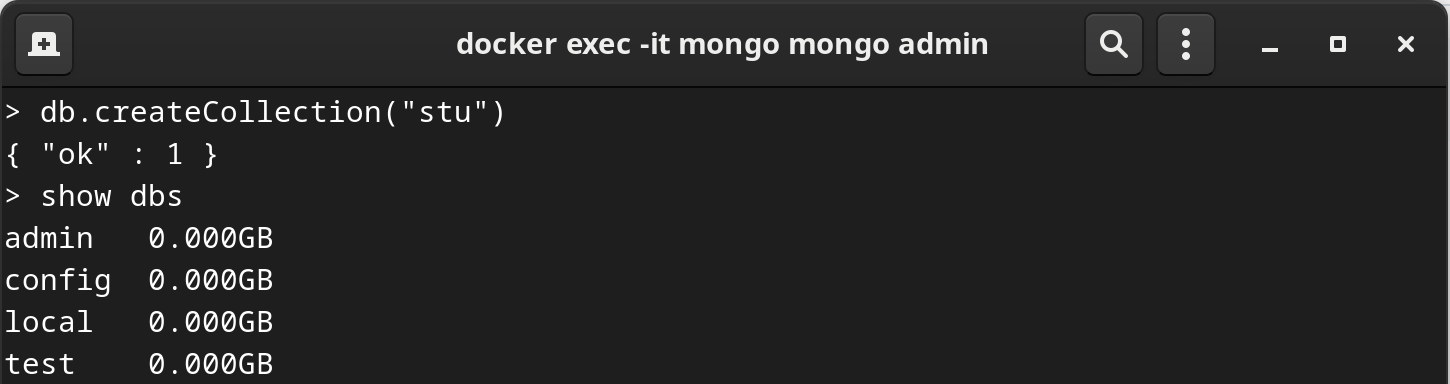 docker exec -it mongo mongo admin
> db.createCollection("stu")
{ "ok" : 1 }
> show dbs
admin   0.000GB
config  0.000GB
local   0.000GB
test    0.000GB